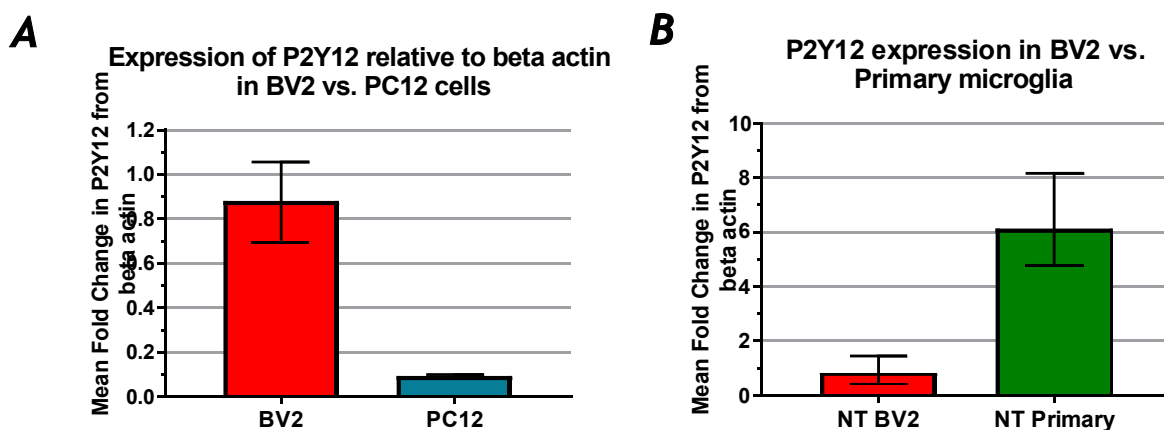 A
Expression of P2Y12 relative to beta actin
in BV2 vs. PC12 cells
Mean Fold Change in P2Y12 from
beta actin
1.2
1.0
0.8
0.6
0.4
0.2
0.0
BV2 PC12
B
P2Y12 expression in BV2 vs.
Primary microglia
Mean Fold Change in P2Y12 from
beta actin
10
8
6
4
2
0
NT BV2 NT Primary